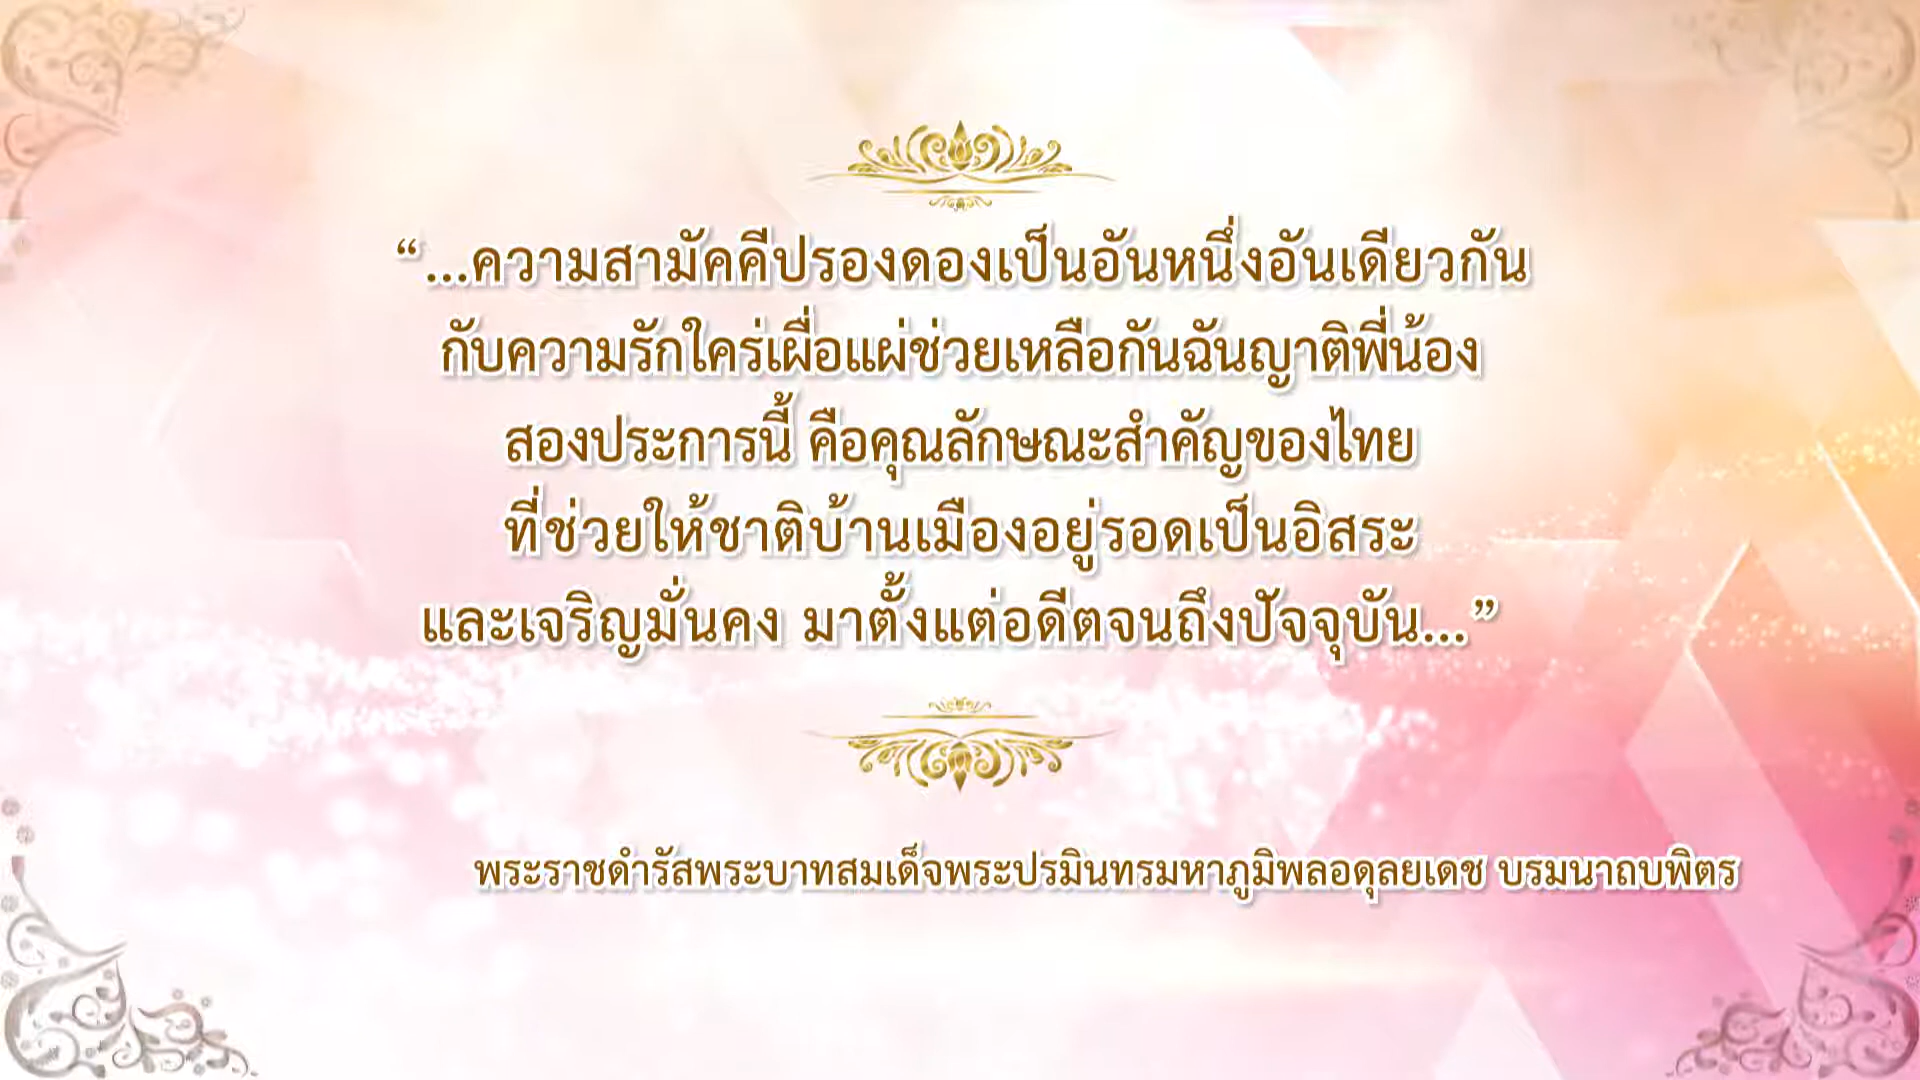 “...ความสามัคคีปรองดองเป็นอันหนึ่งอันเดียวกัน
กับความรักใคร่เผื่อแผ่ช่วยเหลือกันฉันญาติพี่น้อง
สองประการนี้ คือคุณลักษณะสำคัญของไทย
ที่ช่วยให้ชาติบ้านเมืองอยู่รอดเป็นอิสระ
และเจริญมั่นคง มาตั้งแต่อดีตจนถึงปัจจุบัน...”
พระราชดำรัสพระบาทสมเด็จพระปรมินทรมหาภูมิพลอดุลยเดช บรมนาถบพิตร